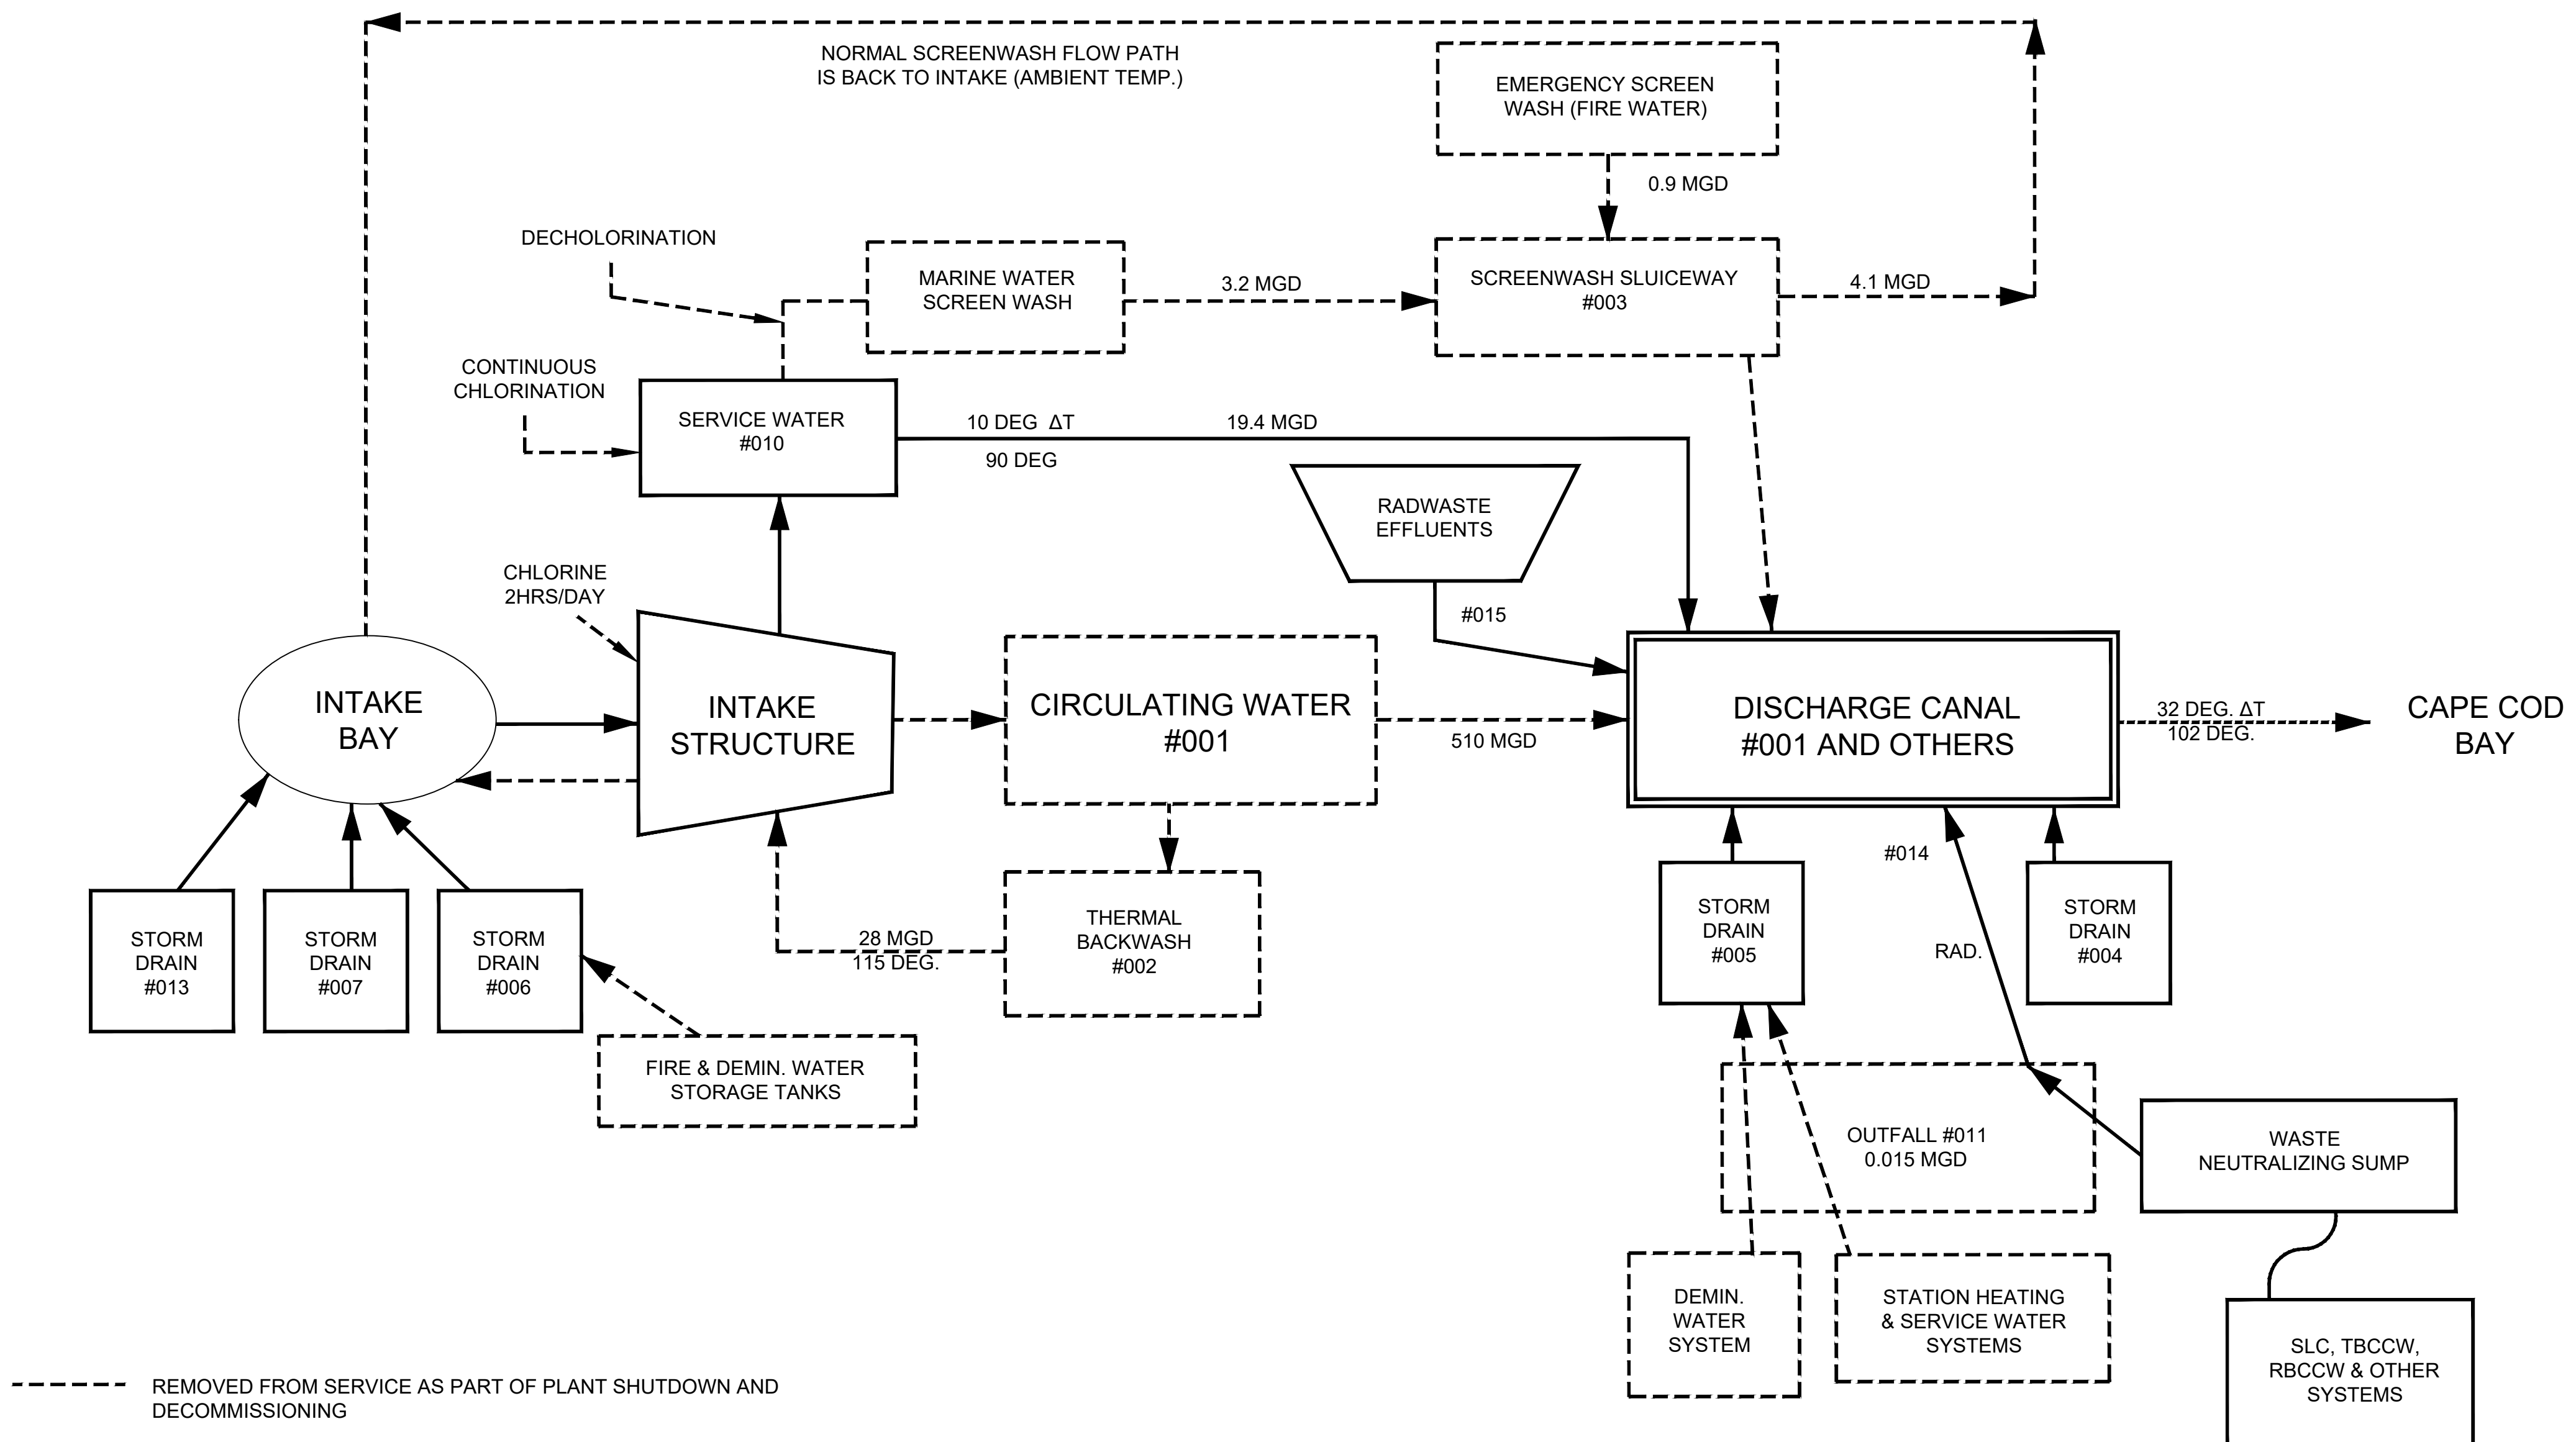 NORMAL SCREENWASH FLOW PATH
IS BACK TO INTAKE (AMBIENT TEMP.)
EMERGENCY SCREEN
WASH (FIRE WATER)
0.9 MGD
DECHOLORINATION
MARINE WATER
SCREEN WASH
3.2 MGD
SCREENWASH SLUICEWAY
#003
4.1 MGD
CONTINUOUS
CHLORINATION
SERVICE WATER
#010
10 DEG ΔT
19.4 MGD
90 DEG
RADWASTE
EFFLUENTS
#015
CHLORINE
2HRS/DAY
INTAKE
BAY
INTAKE
STRUCTURE
CIRCULATING WATER
#001
510 MGD
DISCHARGE CANAL
#001 AND OTHERS
32 DEG. ΔT
102 DEG.
CAPE COD
BAY
STORM
DRAIN
#013
STORM
DRAIN
#007
STORM
DRAIN
#006
28 MGD
115 DEG.
THERMAL
BACKWASH
#002
STORM
DRAIN
#005
#014
RAD.
STORM
DRAIN
#004
FIRE & DEMIN. WATER
STORAGE TANKS
OUTFALL #011
0.015 MGD
WASTE
NEUTRALIZING SUMP
DEMIN.
WATER
SYSTEM
STATION HEATING
& SERVICE WATER
SYSTEMS
SLC, TBCCW,
RBCCW & OTHER
SYSTEMS
REMOVED FROM SERVICE AS PART OF PLANT SHUTDOWN AND
DECOMMISSIONING